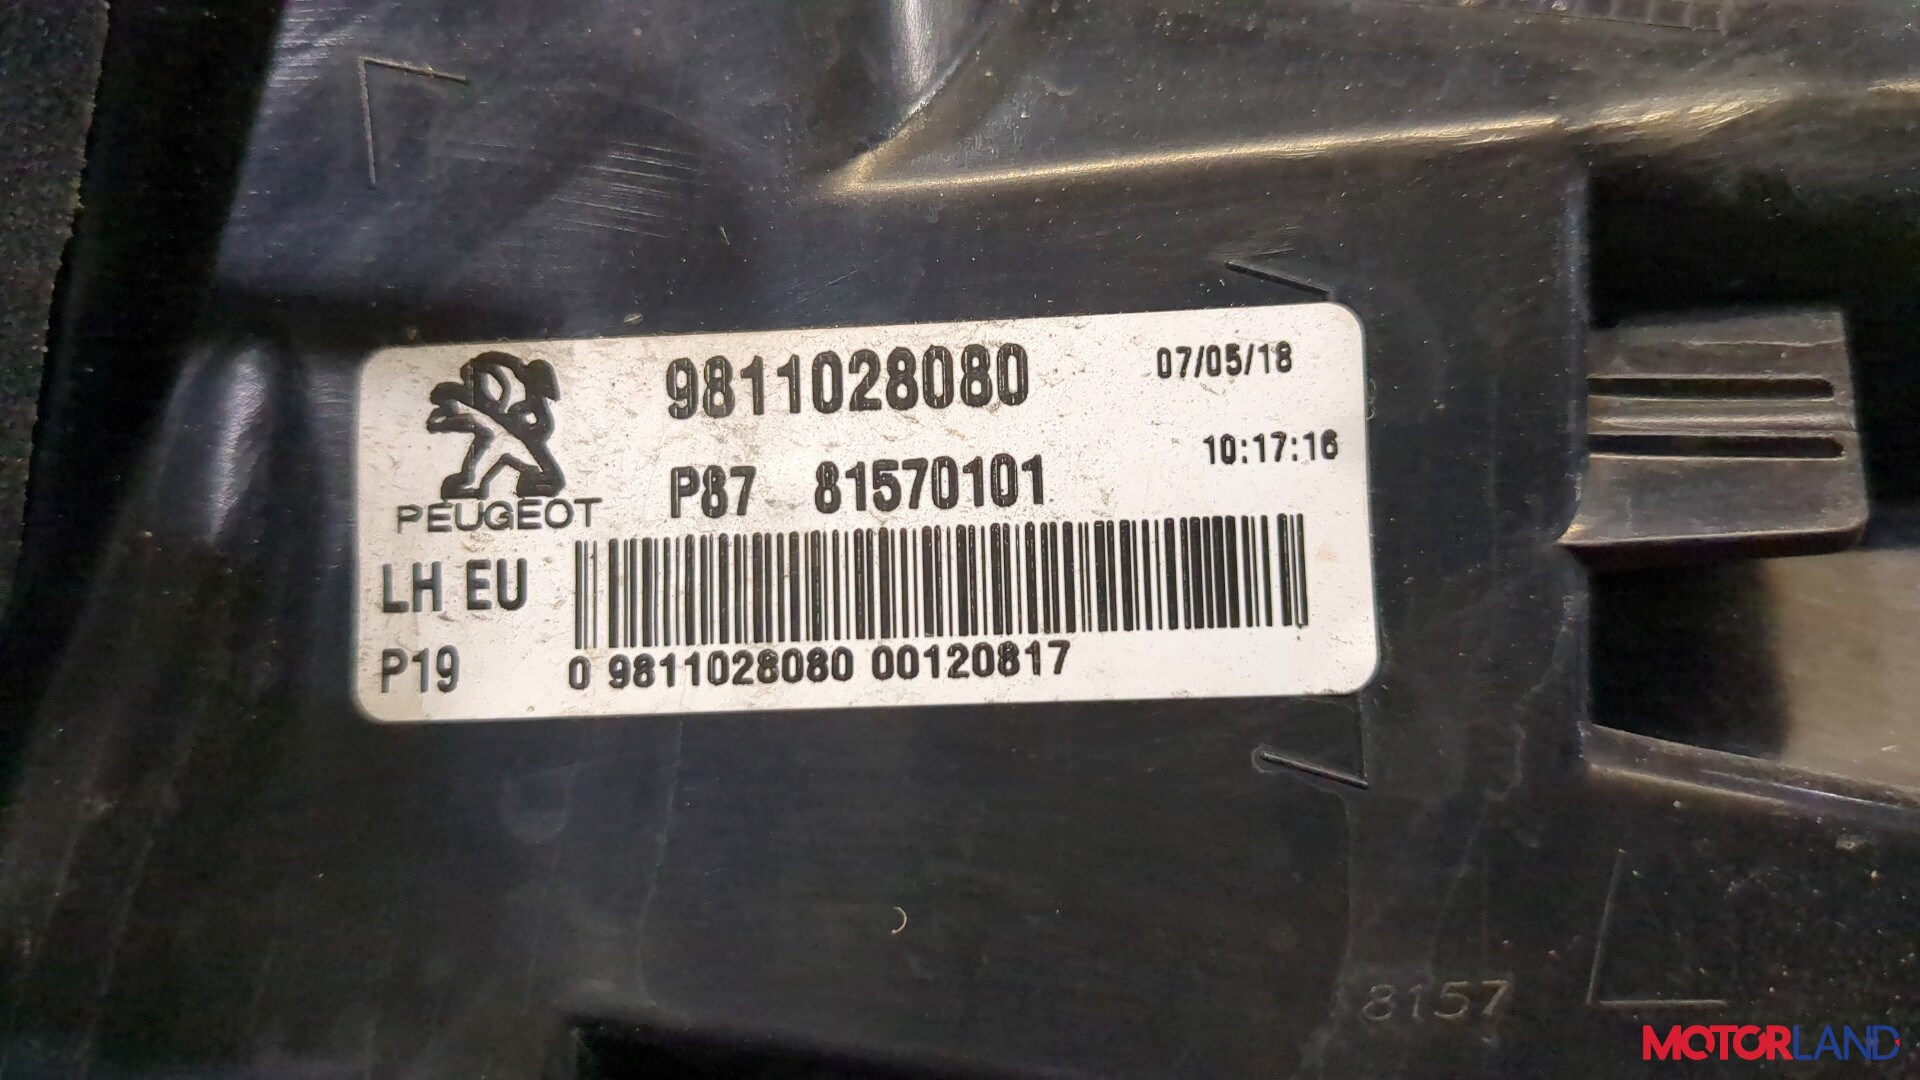 9811028080
07/05/18
P87 81570101
10:17:16
PEUGEOT
LH EU
P19
0 9811028080 00120817
8157
MOTORLAND